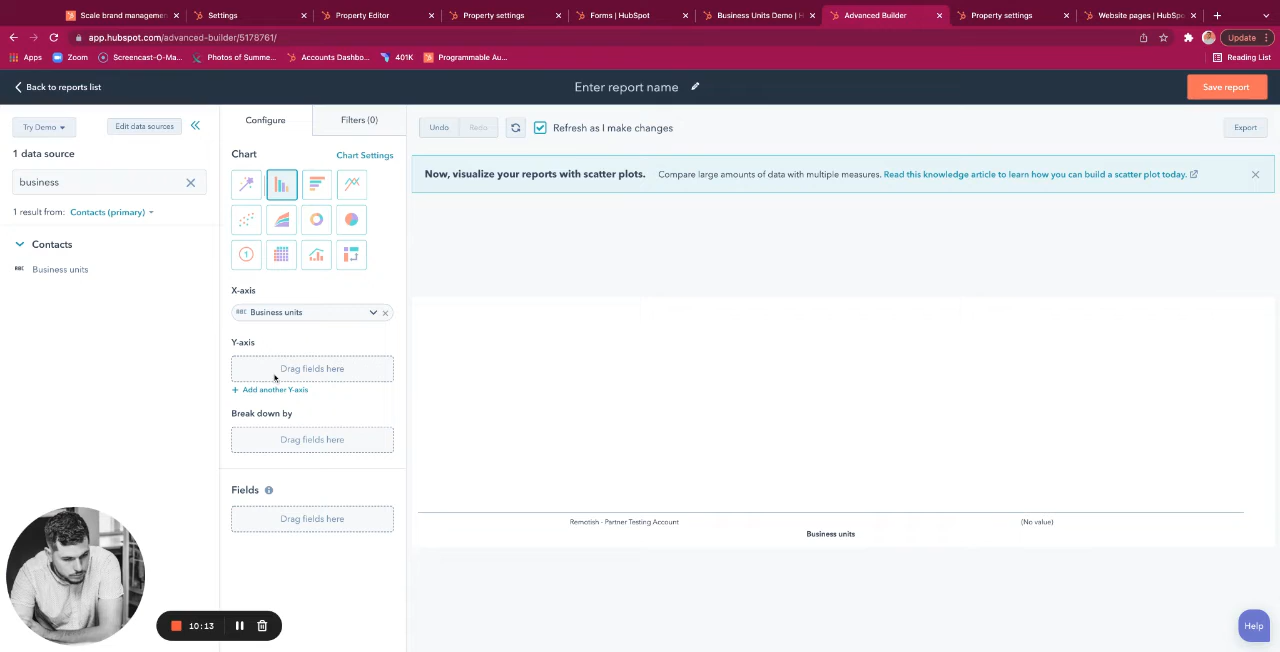 Scale brand managemen
Settings
Property Editor
Property settings
Forms | HubSpot
Business Units Demo | H
Advanced Builder
Property settings
Website pages | HubSpo
app.hubspot.com/advanced-builder/5178761/
Update
Apps
Zoom
Screencast-O-Ma...
Photos of Summe...
Accounts Dashbo...
401K
Programmable Au...
Reading List
Back to reports list
Enter report name
Save report
Try Demo
Edit data sources
Configure
Filters (0)
Undo
Redo
Refresh as I make changes
Export
1 data source
business
1 result from: Contacts (primary)
Contacts
ABC Business units
Chart
Chart Settings
1
X-axis
ABC Business units
Y-axis
Drag fields here
+ Add another Y-axis
Break down by
Drag fields here
Fields
Drag fields here
Now, visualize your reports with scatter plots. Compare large amounts of data with multiple measures. Read this knowledge article to learn how you can build a scatter plot today.
Remotish - Partner Testing Account
(No value)
Business units
10:13
Help